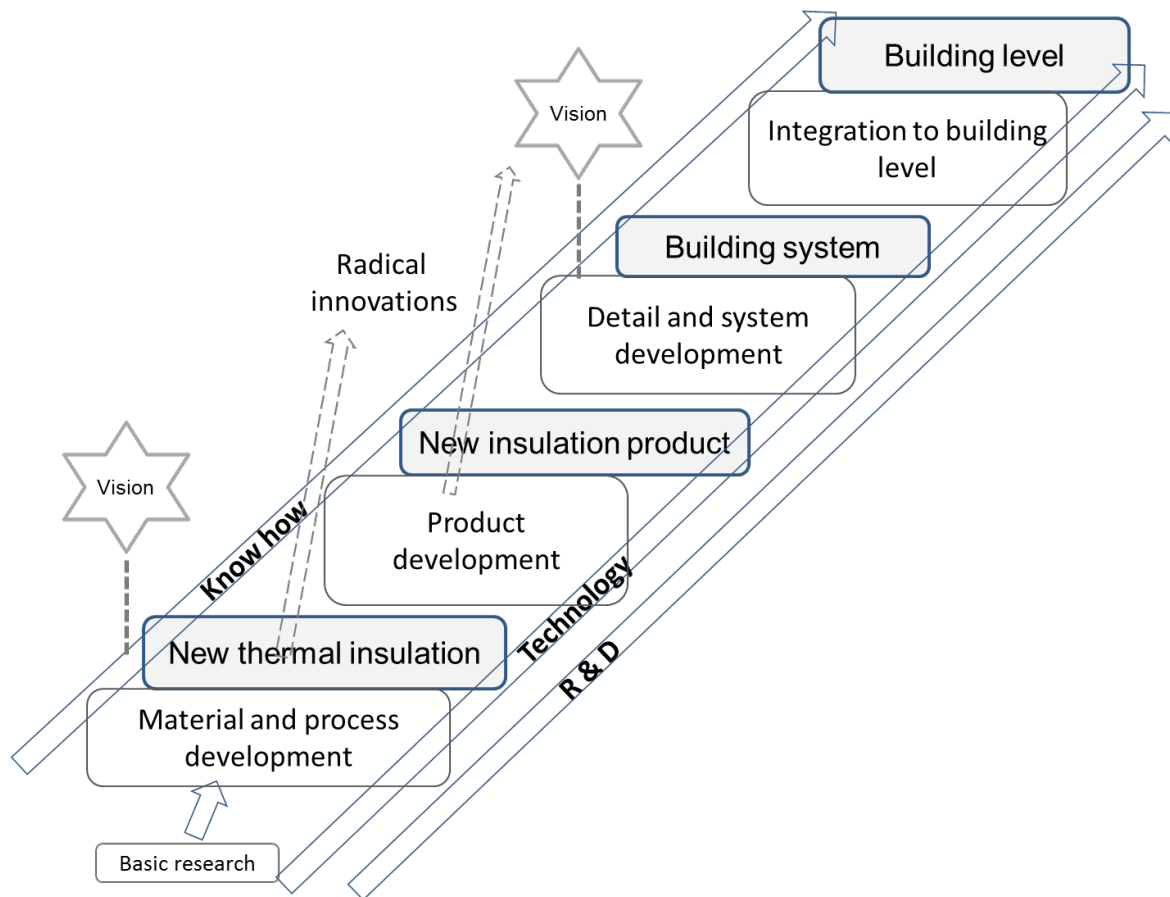 Building level
Integration to building
level
Vision
Building system
Radical
innovations
Detail and system
development
New insulation product
Vision
Product
development
Know how
Technology
R & D
New thermal insulation
Material and process
development
Basic research